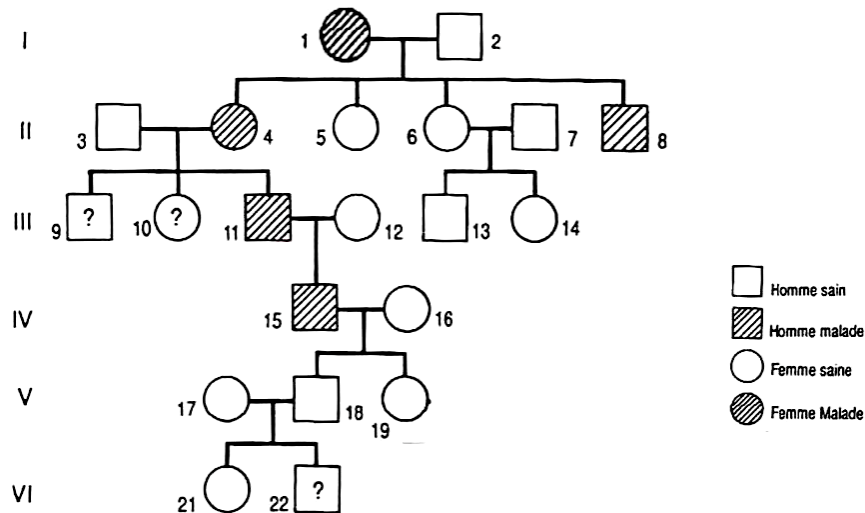 I
1
2
II
3
4
5
6
7
8
III
?
9
?
10
11
12
13
14
IV
15
16
V
17
18
19
VI
21
22
?
Homme sain
Homme malade
Femme saine
Femme Malade